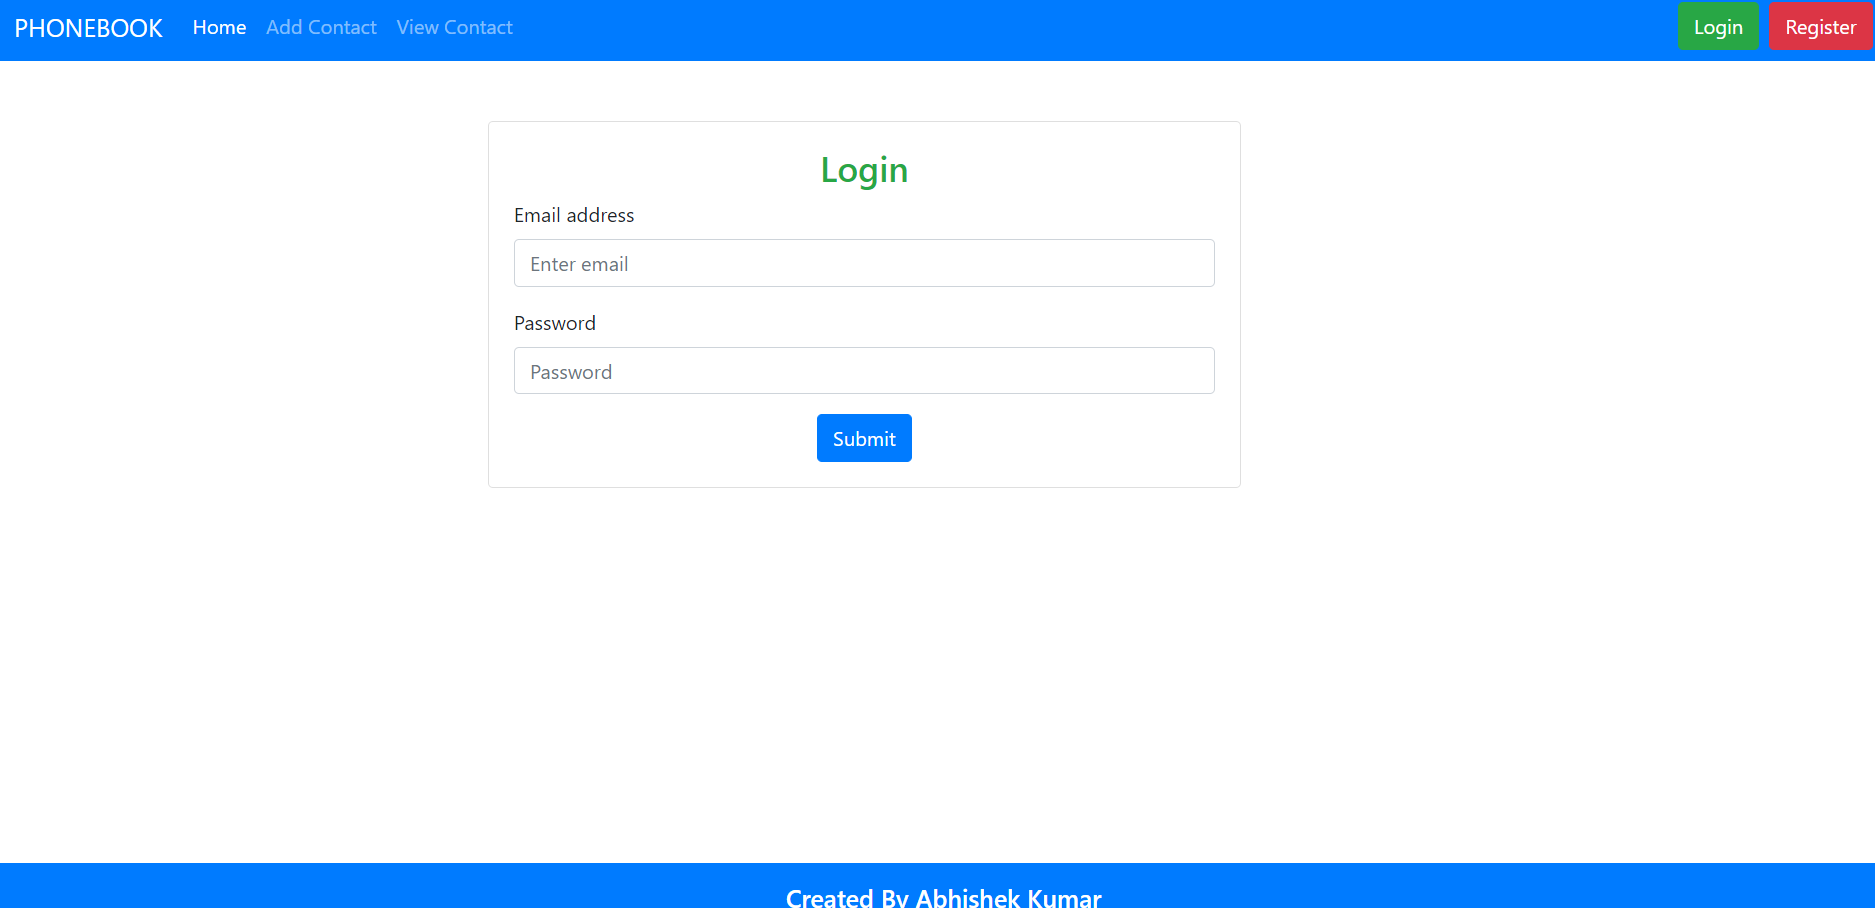 PHONEBOOK Home Add Contact View Contact Login Register
Login
Email address
Enter email
Password
Password
Submit
Created By Abhishek Kumar